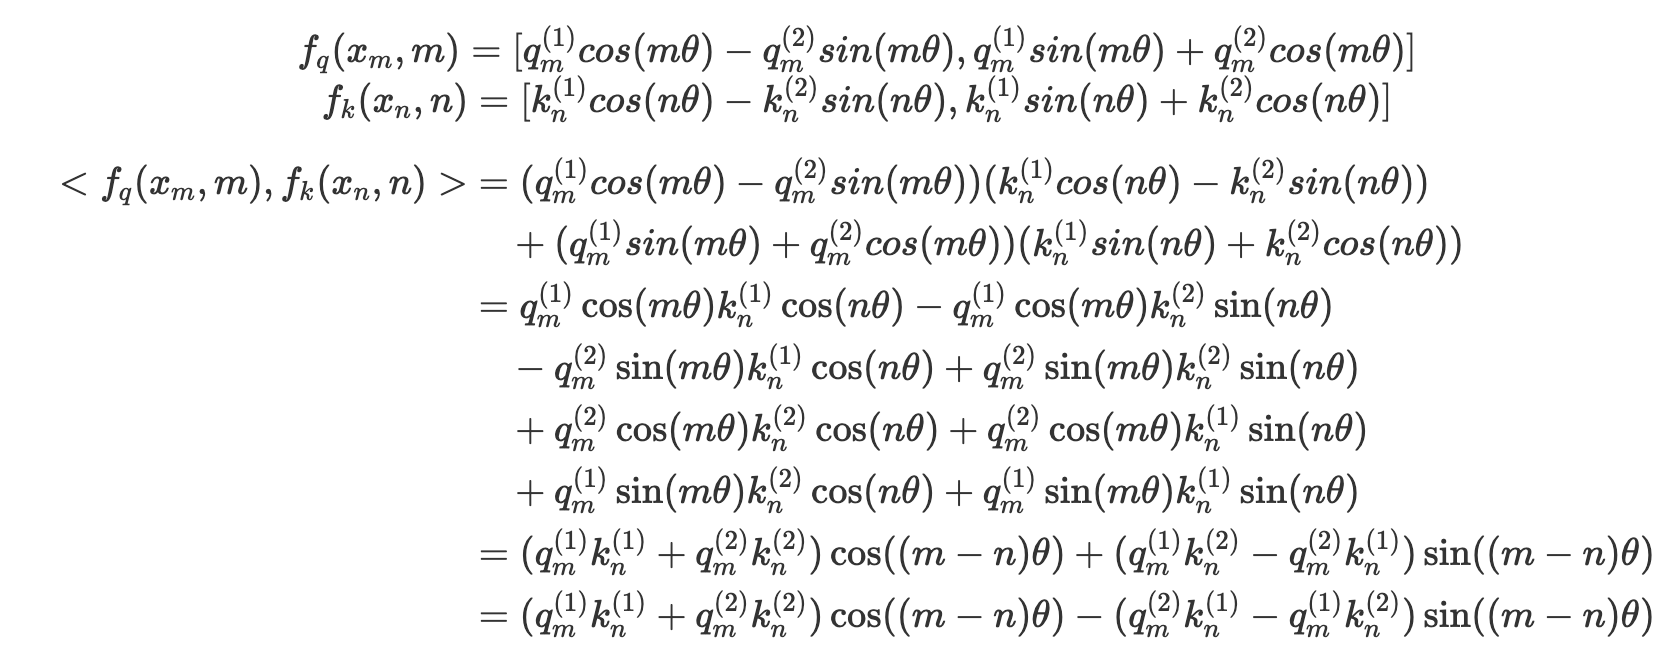 f_q(x_m, m) = [q_m^{(1)}cos(mθ) − q_m^{(2)}sin(mθ), q_m^{(1)}sin(mθ) + q_m^{(2)}cos(mθ)]
f_k(x_n, n) = [k_n^{(1)}cos(nθ) − k_n^{(2)}sin(nθ), k_n^{(1)}sin(nθ) + k_n^{(2)}cos(nθ)]
< f_q(x_m, m), f_k(x_n, n) > = (q_m^{(1)}cos(mθ) − q_m^{(2)}sin(mθ))(k_n^{(1)}cos(nθ) − k_n^{(2)}sin(nθ))
+ (q_m^{(1)}sin(mθ) + q_m^{(2)}cos(mθ))(k_n^{(1)}sin(nθ) + k_n^{(2)}cos(nθ))
= q_m^{(1)} cos(mθ)k_n^{(1)} cos(nθ) − q_m^{(1)} cos(mθ)k_n^{(2)} sin(nθ)
− q_m^{(2)} sin(mθ)k_n^{(1)} cos(nθ) + q_m^{(2)} sin(mθ)k_n^{(2)} sin(nθ)
+ q_m^{(2)} cos(mθ)k_n^{(2)} cos(nθ) + q_m^{(2)} cos(mθ)k_n^{(1)} sin(nθ)
+ q_m^{(1)} sin(mθ)k_n^{(2)} cos(nθ) + q_m^{(1)} sin(mθ)k_n^{(1)} sin(nθ)
= (q_m^{(1)}k_n^{(1)} + q_m^{(2)}k_n^{(2)}) cos((m − n)θ) + (q_m^{(1)}k_n^{(2)} − q_m^{(2)}k_n^{(1)}) sin((m − n)θ)
= (q_m^{(1)}k_n^{(1)} + q_m^{(2)}k_n^{(2)}) cos((m − n)θ) − (q_m^{(2)}k_n^{(1)} − q_m^{(1)}k_n^{(2)}) sin((m − n)θ)